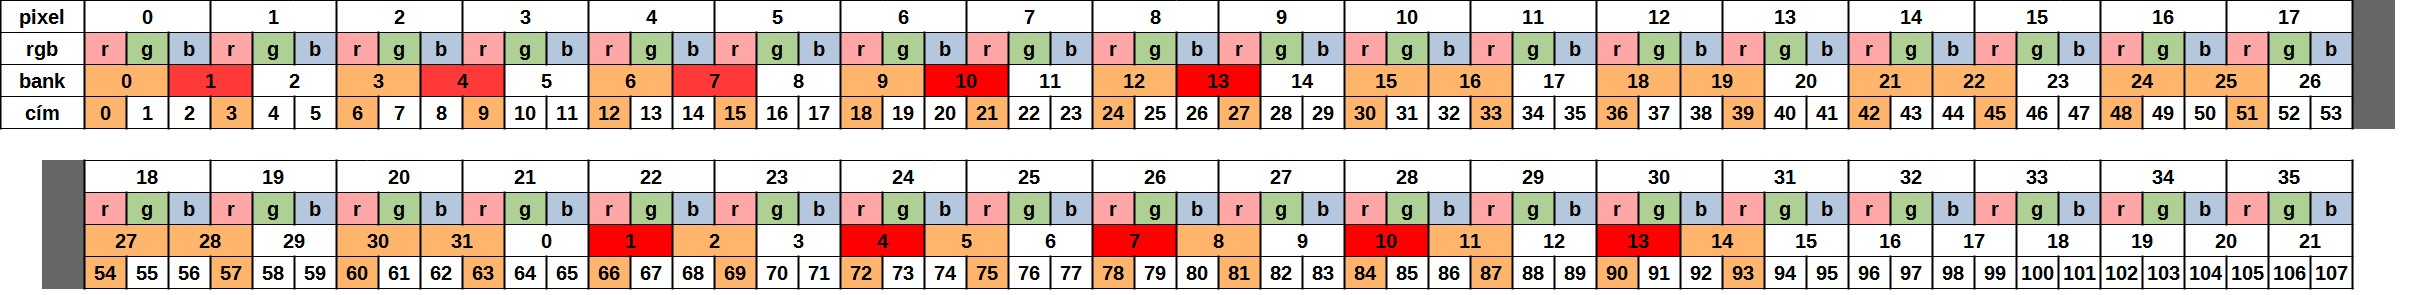 pixel 0 1 2 3 4 5 6 7 8 9 10 11 12 13 14 15 16 17
rgb r g b r g b r g b r g b r g b r g b r g b r g b r g b r g b r g b r g b r g b r g b r g b r g b r g b r g b
bank 0 1 2 3 4 5 6 7 8 9 10 11 12 13 14 15 16 17 18 19 20 21 22 23 24 25 26
cím 0 1 2 3 4 5 6 7 8 9 10 11 12 13 14 15 16 17 18 19 20 21 22 23 24 25 26 27 28 29 30 31 32 33 34 35 36 37 38 39 40 41 42 43 44 45 46 47 48 49 50 51 52 53
18 19 20 21 22 23 24 25 26 27 28 29 30 31 32 33 34 35
r g b r g b r g b r g b r g b r g b r g b r g b r g b r g b r g b r g b r g b r g b r g b r g b r g b r g b
27 28 29 30 31 0 1 2 3 4 5 6 7 8 9 10 11 12 13 14 15 16 17 18 19 20 21
54 55 56 57 58 59 60 61 62 63 64 65 66 67 68 69 70 71 72 73 74 75 76 77 78 79 80 81 82 83 84 85 86 87 88 89 90 91 92 93 94 95 96 97 98 99 100 101 102 103 104 105 106 107